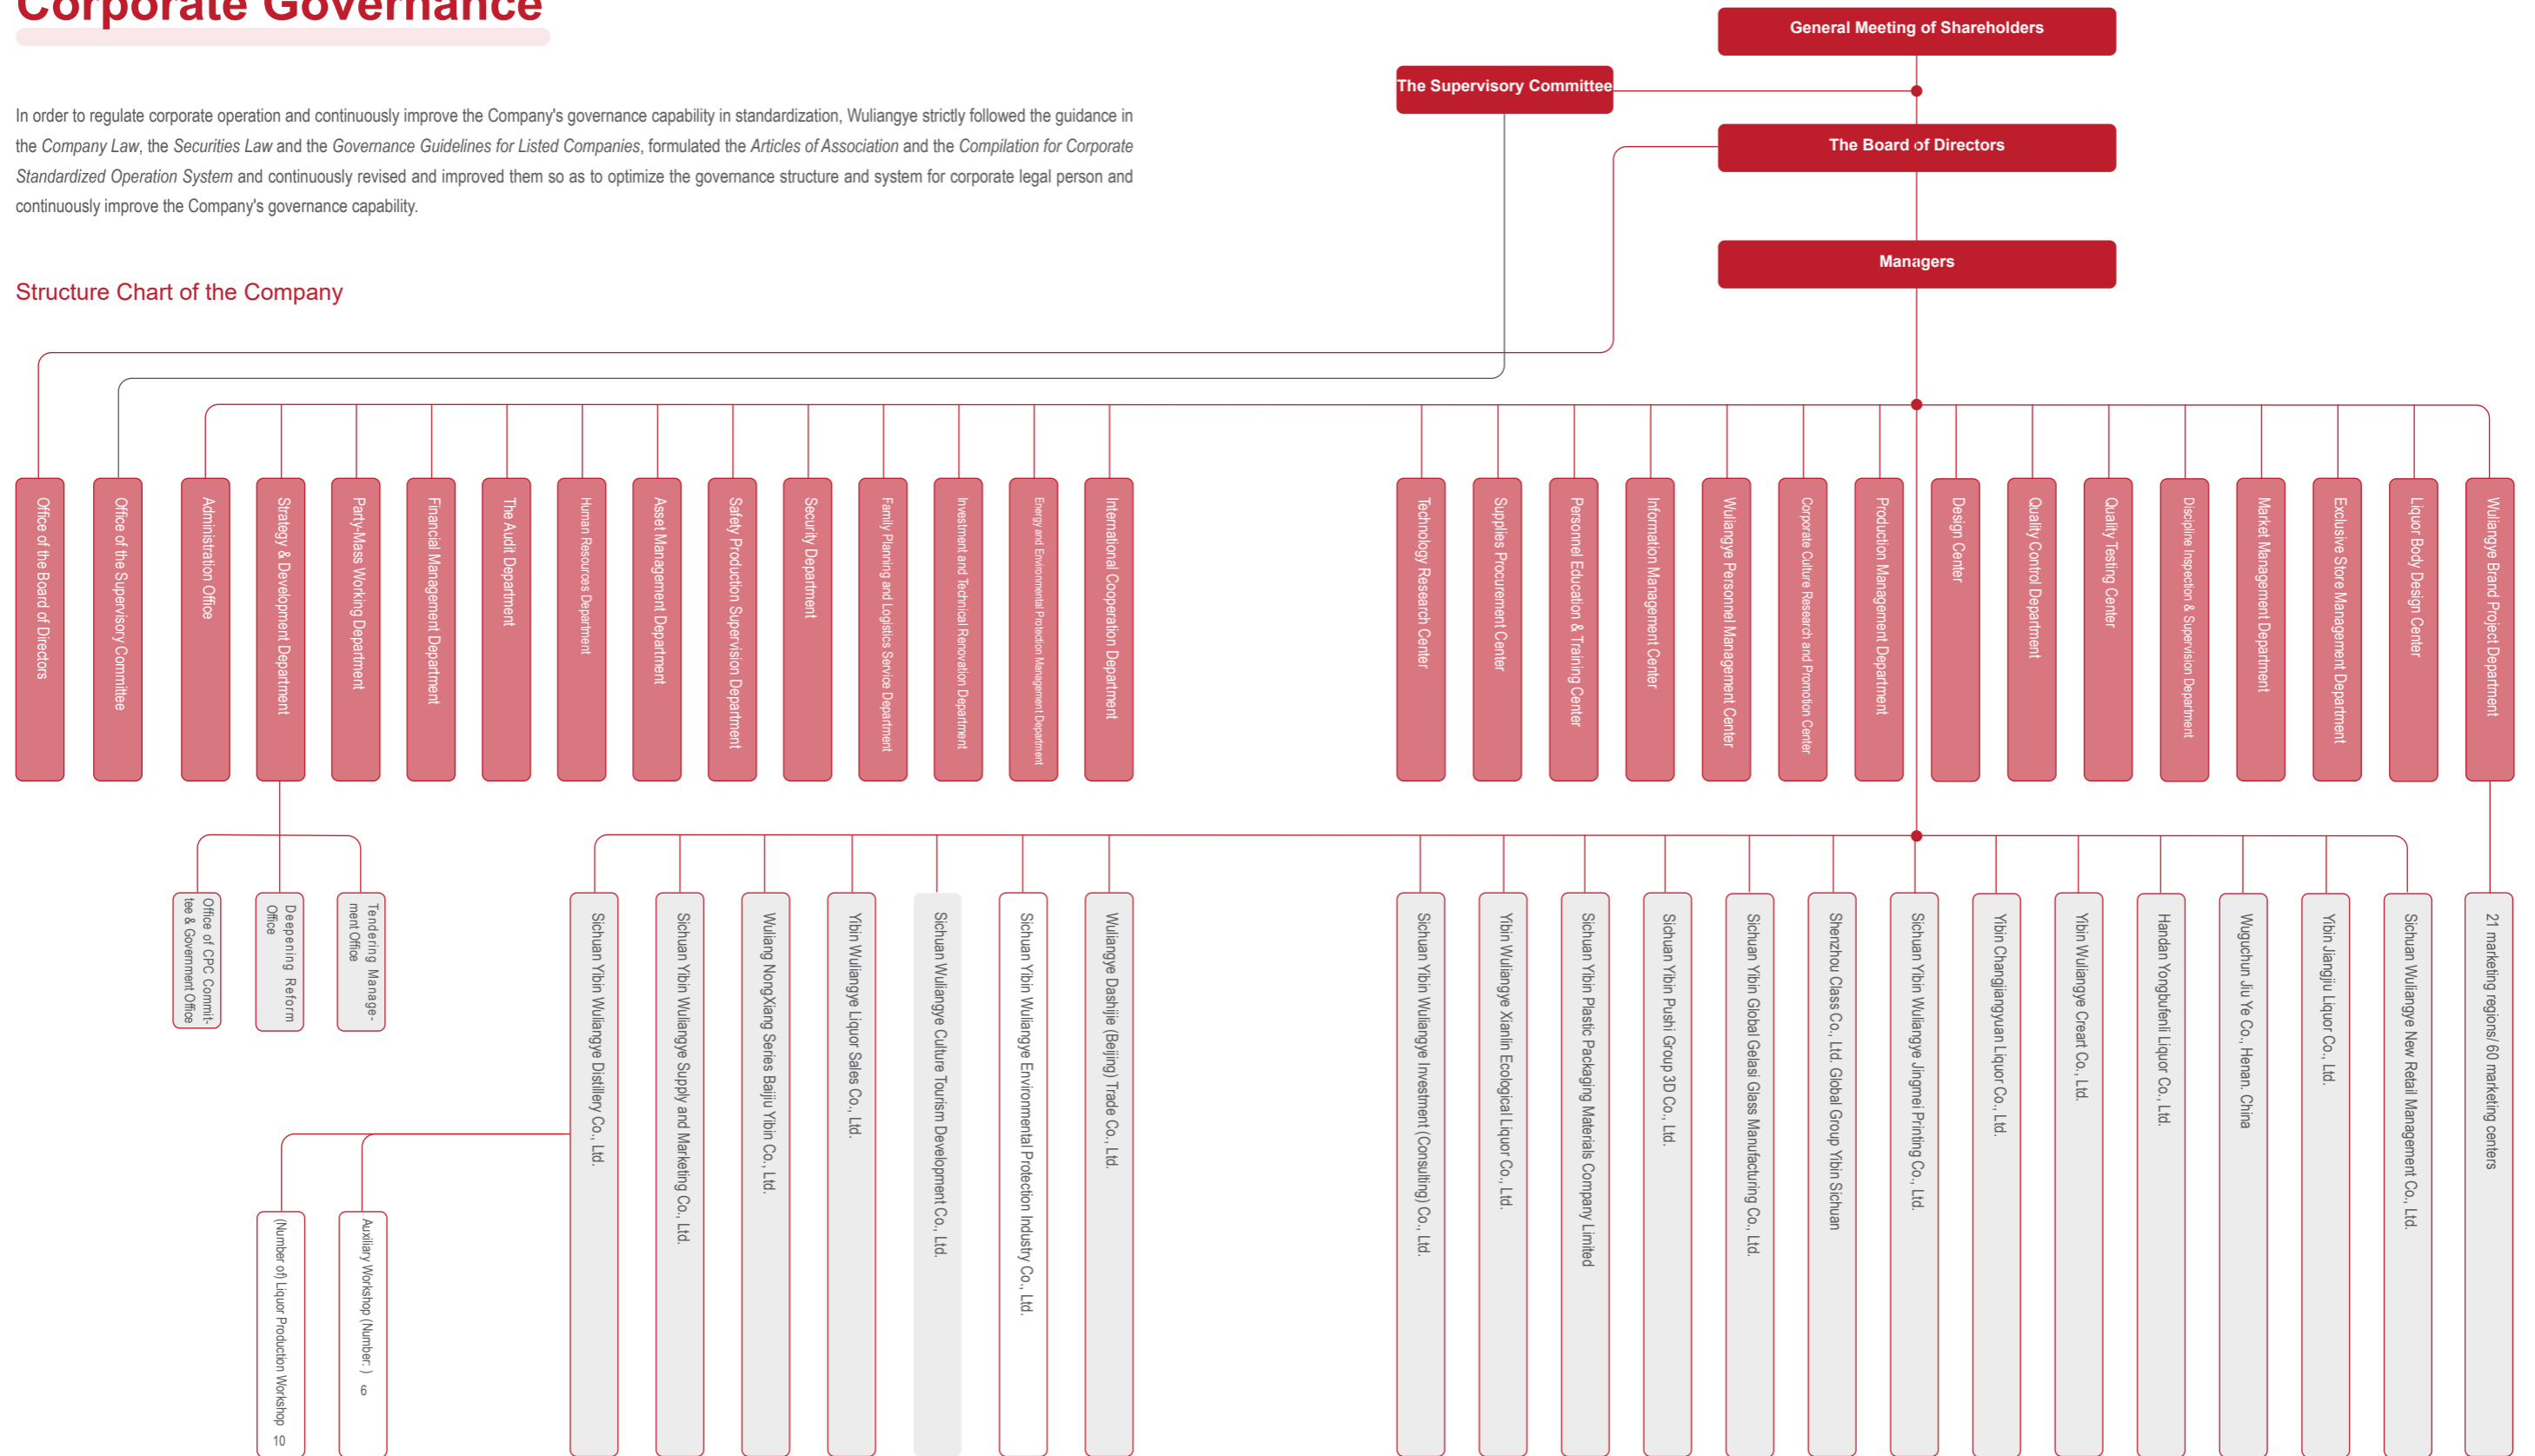 Corporate Governance
In order to regulate corporate operation and continuously improve the Company's governance capability in standardization, Wuliangye strictly followed the guidance in
the Company Law, the Securities Law and the Governance Guidelines for Listed Companies, formulated the Articles of Association and the Compilation for Corporate
Standardized Operation System and continuously revised and improved them so as to optimize the governance structure and system for corporate legal person and
continuously improve the Company's governance capability.
Structure Chart of the Company
General Meeting of Shareholders
The Supervisory Committee
The Board of Directors
Managers
Office of the Board of Directors
Office of the Supervisory Committee
Administration Office
Strategy & Development Department
Party-Mass Working Department
Financial Management Department
The Audit Department
Human Resources Department
Asset Management Department
Safety Production Supervision Department
Security Department
Family Planning and Logistics Service Department
Investment and Technical Renovation Department
Energy and Environmental Protection Management Department
International Cooperation Department
Technology Research Center
Supplies Procurement Center
Personnel Education & Training Center
Information Management Center
Wuliangye Personnel Management Center
Corporate Culture Research and Promotion Center
Production Management Department
Design Center
Quality Control Department
Quality Testing Center
Discipline Inspection & Supervision Department
Market Management Department
Exclusive Store Management Department
Liquor Body Design Center
Wuliangye Brand Project Department
Office of CPC Commit-
tee & Government Office
Deepening Reform
Office
Tendering Manage-
ment Office
Sichuan Yibin Wuliangye Distillery Co., Ltd.
Sichuan Yibin Wuliangye Supply and Marketing Co., Ltd.
Wuliang NongXiang Series Baijiu Yibin Co., Ltd.
Yibin Wuliangye Liquor Sales Co., Ltd.
Sichuan Wuliangye Culture Tourism Development Co., Ltd.
Sichuan Yibin Wuliangye Environmental Protection Industry Co., Ltd.
Wuliangye Dashijie (Beijing) Trade Co., Ltd.
Sichuan Yibin Wuliangye Investment (Consulting) Co., Ltd.
Yibin Wuliangye Xianlin Ecological Liquor Co., Ltd.
Sichuan Yibin Plastic Packaging Materials Company Limited
Sichuan Yibin Pushi Group 3D Co., Ltd.
Sichuan Yibin Global Gelasi Glass Manufacturing Co., Ltd.
Shenzhou Class Co., Ltd. Global Group Yibin Sichuan
Sichuan Yibin Wuliangye Jingmei Printing Co., Ltd.
Yibin Changjiangyuan Liquor Co., Ltd.
Yibin Wuliangye Creart Co., Ltd.
Handan Yongbufenli Liquor Co., Ltd.
Wuguchun Jiu Ye Co., Henan. China
Yibin Jiangjiu Liquor Co., Ltd.
Sichuan Wuliangye New Retail Management Co., Ltd.
21 marketing regions/ 60 marketing centers
(Number of) Liquor Production Workshop 10
Auxiliary Workshop (Number: ) 6